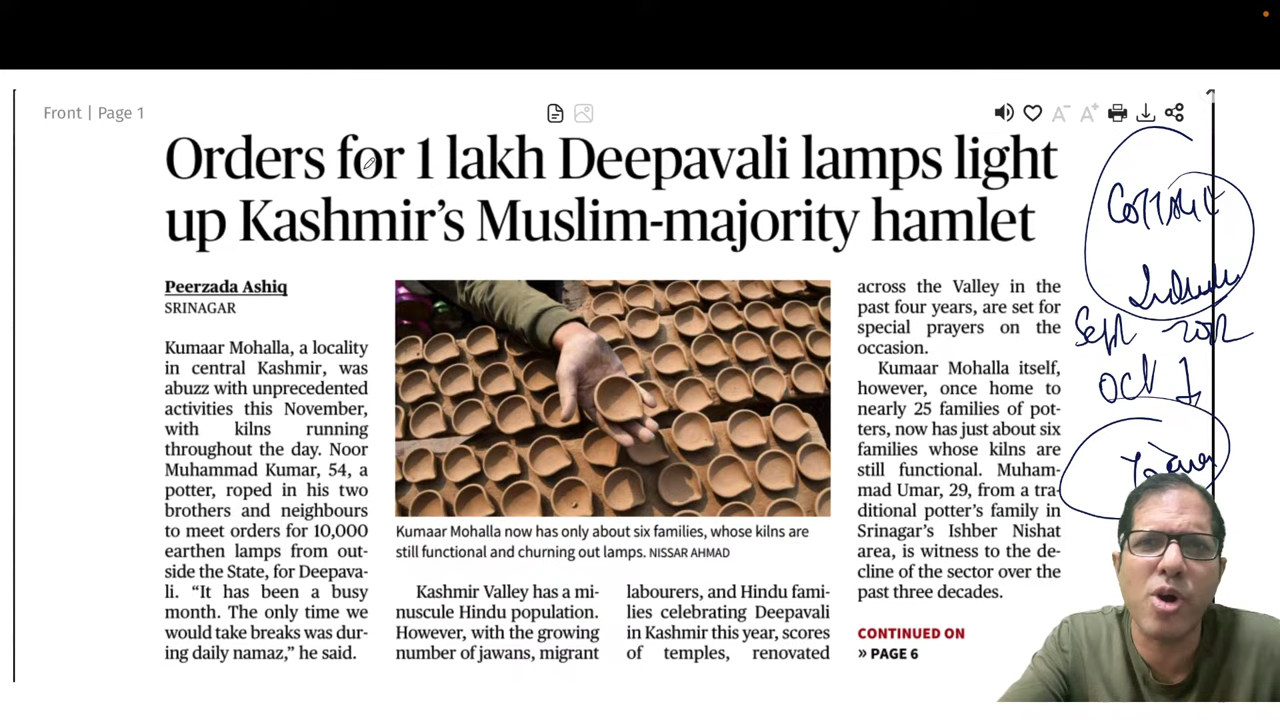 Front | Page 1
Orders for 1 lakh Deepavali lamps light
up Kashmir’s Muslim-majority hamlet
Peerzada Ashiq
SRINAGAR
Kumaar Mohalla, a locality
in central Kashmir, was
abuzz with unprecedented
activities this November,
with kilns running
throughout the day. Noor
Muhammad Kumar, 54, a
potter, roped in his two
brothers and neighbours
to meet orders for 10,000
earthen lamps from out-
side the State, for Deepava-
li. “It has been a busy
month. The only time we
would take breaks was dur-
ing daily namaz,” he said.
Kumaar Mohalla now has only about six families, whose kilns are
still functional and churning out lamps. NISSAR AHMAD
Kashmir Valley has a mi-
nuscule Hindu population.
However, with the growing
number of jawans, migrant
labourers, and Hindu fami-
lies celebrating Deepavali
in Kashmir this year, scores
of temples, renovated
across the Valley in the
past four years, are set for
special prayers on the
occasion.
Kumaar Mohalla itself,
however, once home to
nearly 25 families of pot-
ters, now has just about six
families whose kilns are
still functional. Muham-
mad Umar, 29, from a tra-
ditional potter’s family in
Srinagar’s Ishber Nishat
area, is witness to the de-
cline of the sector over the
past three decades.
CONTINUED ON
» PAGE 6
A-
A+
Sept
Oct 1